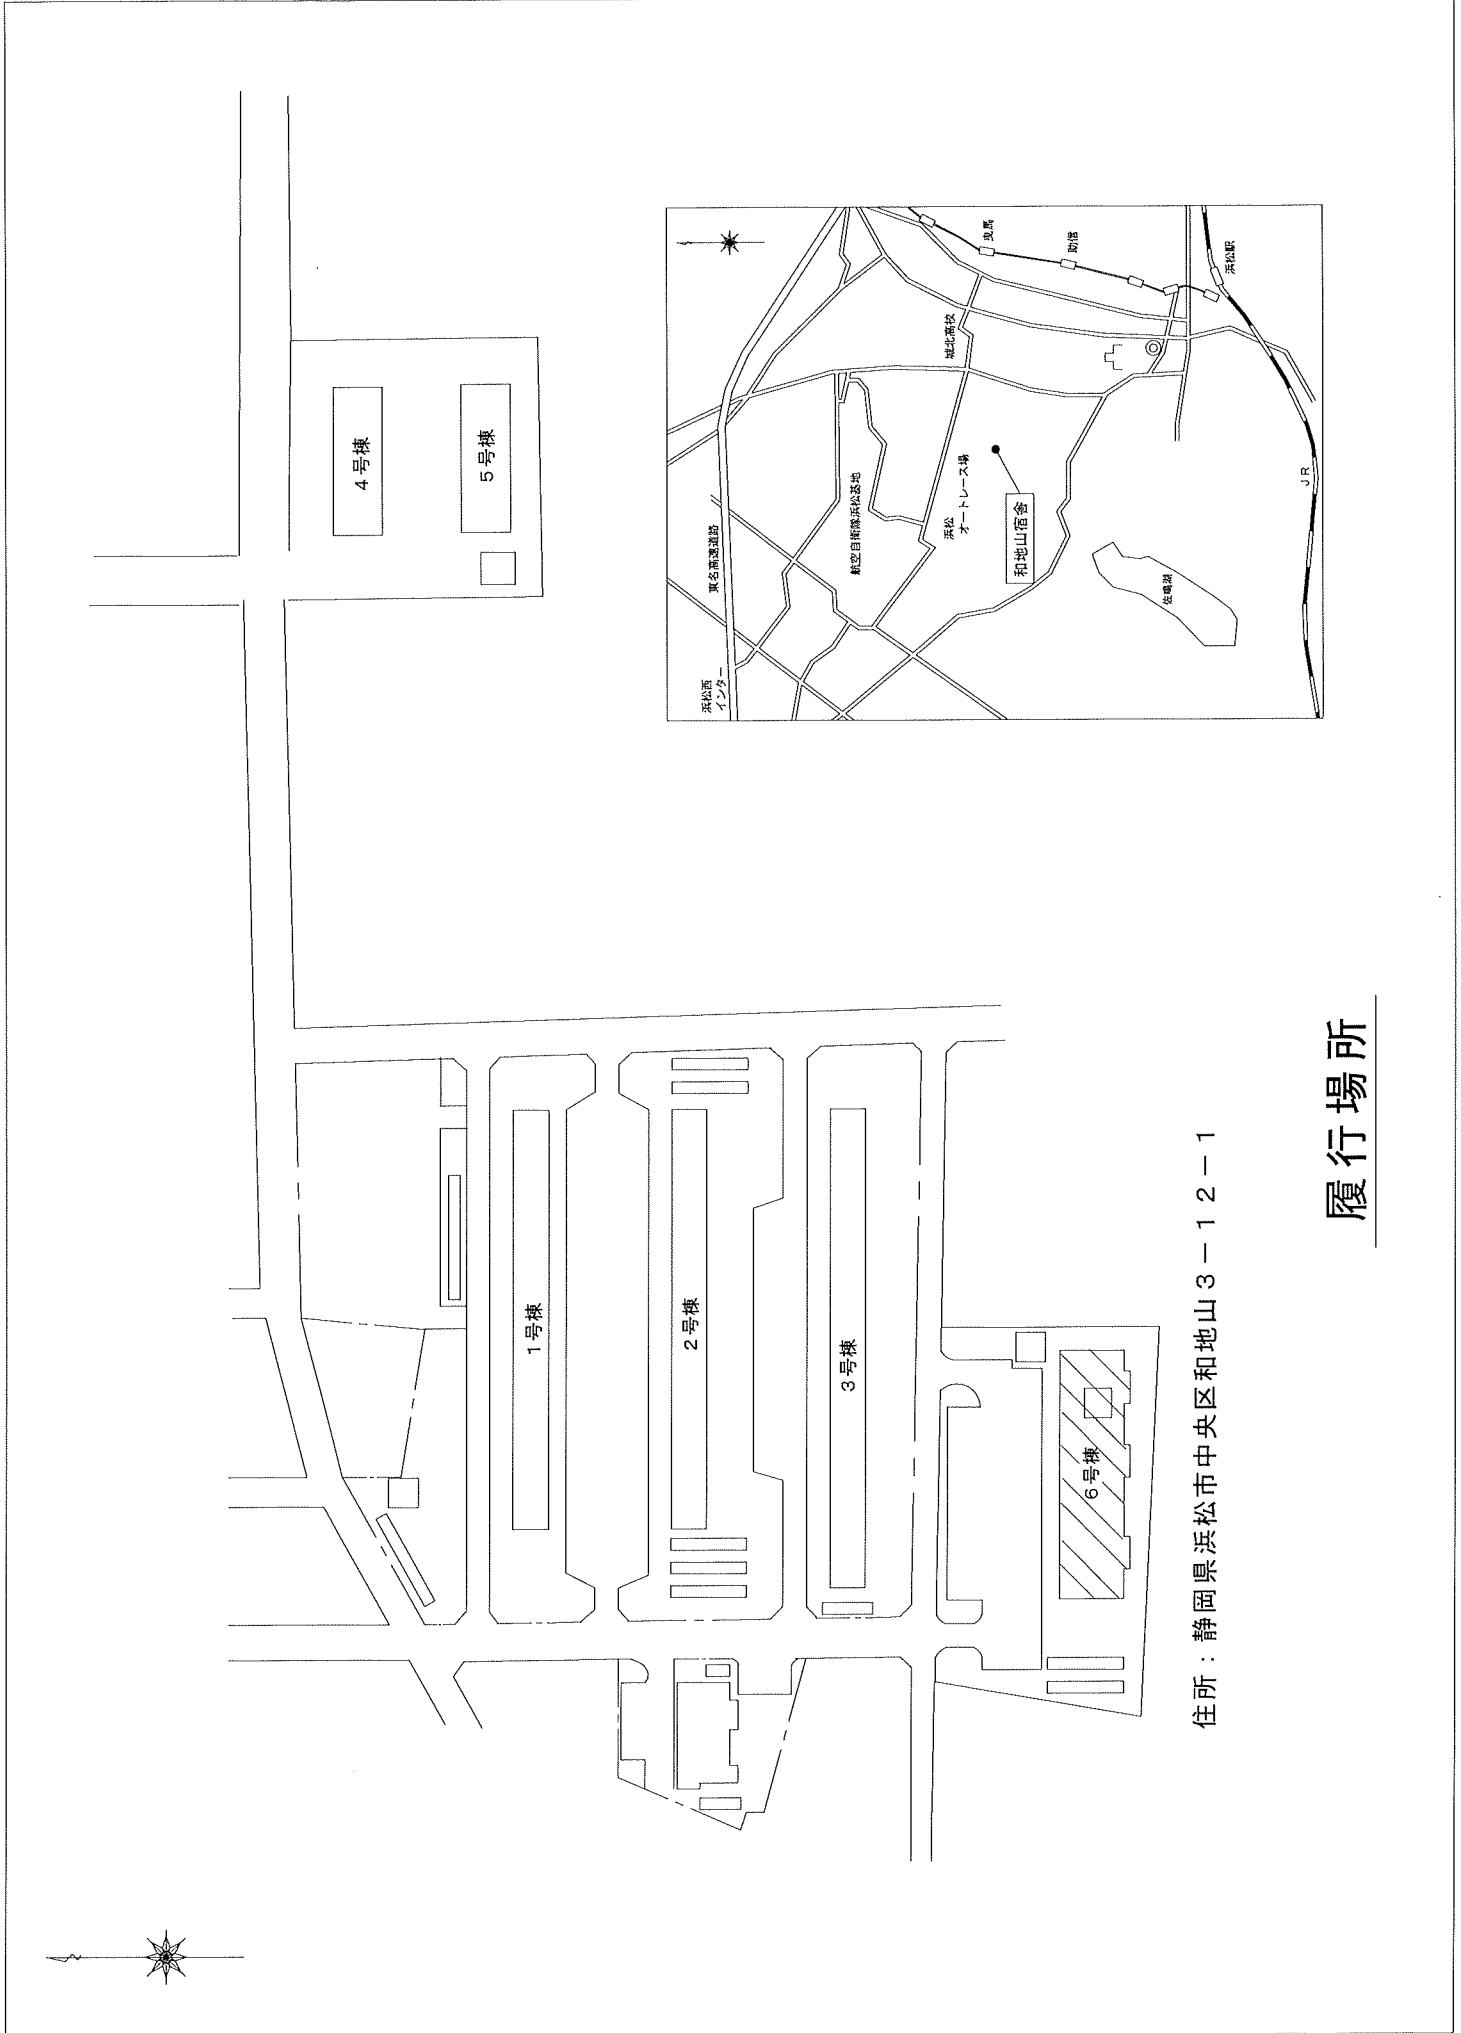 4号棟
5号棟
1号棟
2号棟
3号棟
6号棟
浜松西
インター
東名高速道路
航空自衛隊浜松基地
浜松
オートレース場
和地山宿舎
城北高校
曳馬
助信
浜松駅
佐鳴湖
JR
住所：静岡県浜松市中央区和地山3－12－1
履行場所